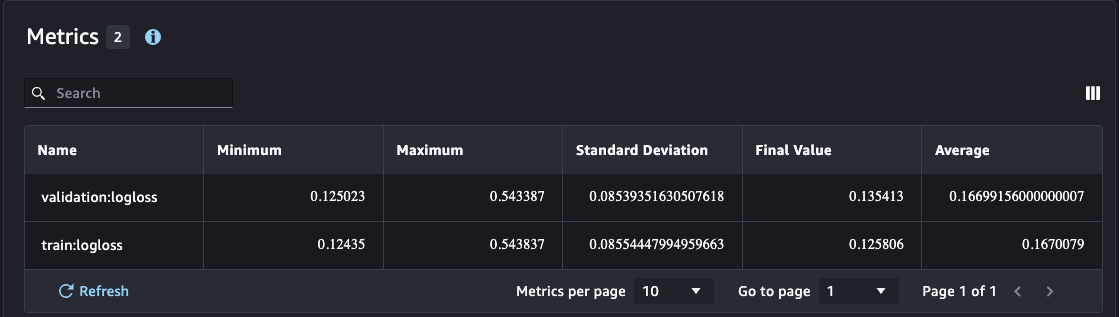 Metrics 2
Search
Name Minimum Maximum Standard Deviation Final Value Average
validation:logloss 0.125023 0.543387 0.08539351630507618 0.135413 0.16699156000000007
train:logloss 0.12435 0.543837 0.08554447994959663 0.125806 0.1670079
Refresh Metrics per page 10 Go to page 1 Page 1 of 1